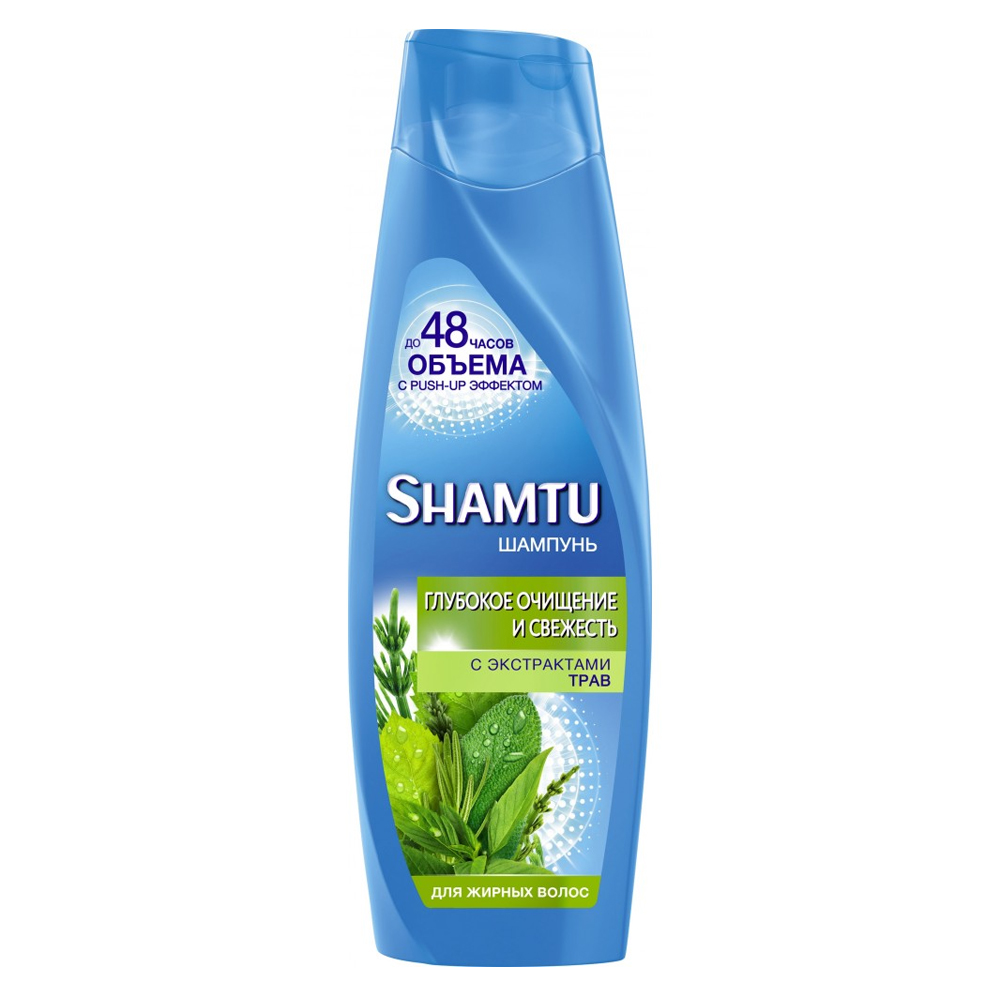 ДО 48 ЧАСОВ
ОБЪЕМА
С PUSH-UP ЭФФЕКТОМ
SHAMTU
ШАМПУНЬ
ГЛУБОКОЕ ОЧИЩЕНИЕ
И СВЕЖЕСТЬ
С ЭКСТРАКТАМИ
ТРАВ
ДЛЯ ЖИРНЫХ ВОЛОС